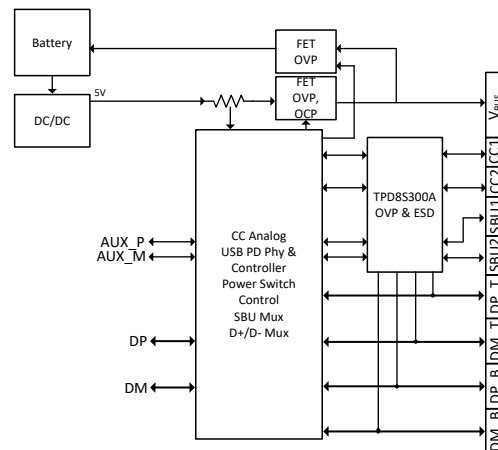 Battery
FET
OVP
5V
DC/DC
FET
OVP,
OCP
VBUS
CC1
CC2
SBU1
SBU2
TPD8S300A
OVP & ESD
CC Analog
USB PD Phy &
Controller
Power Switch
Control
SBU Mux
D+/D- Mux
AUX_P
AUX_M
DP
DM
DP_T
DM_T
DP_B
DM_B